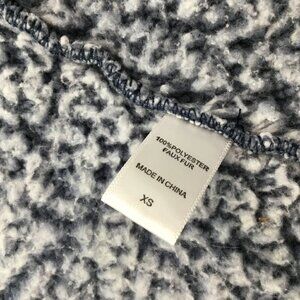 100%POLYESTER
FAUX FUR
MADE IN CHINA
XS